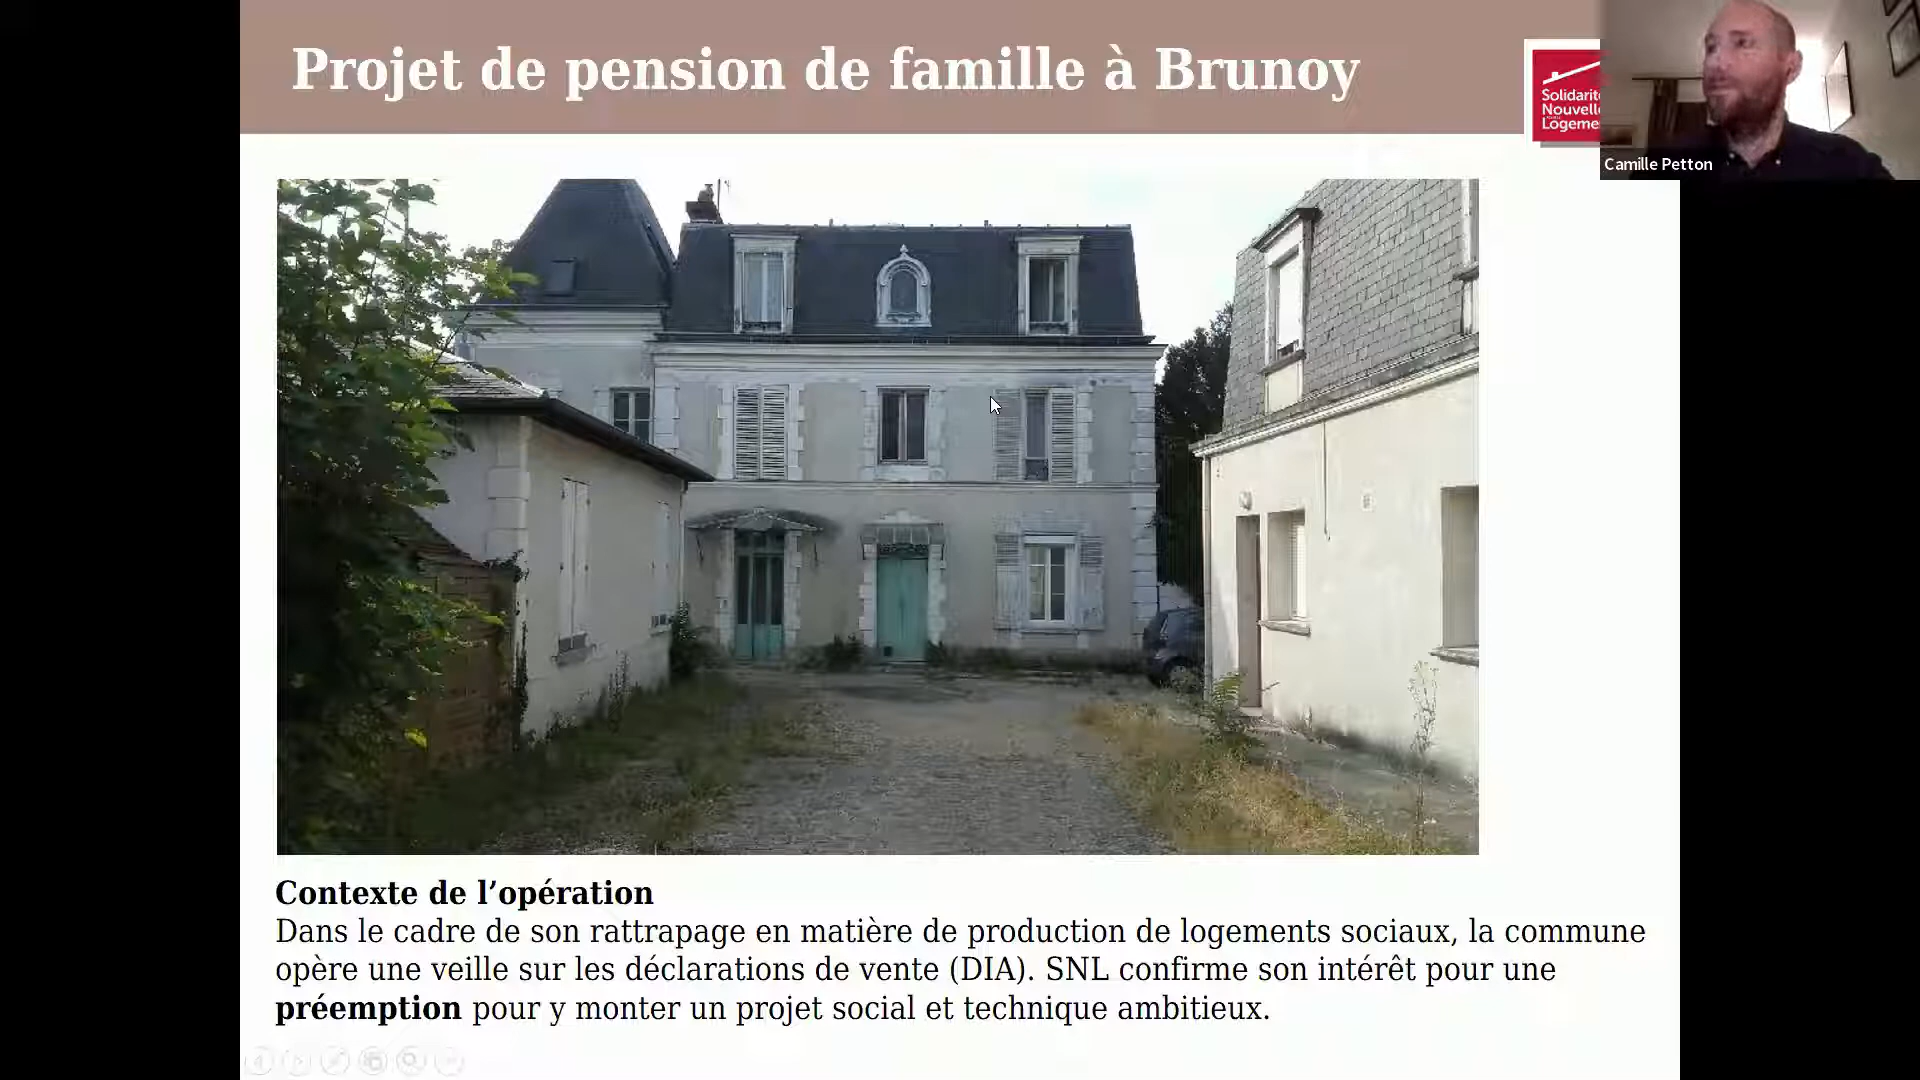 Projet de pension de famille à Brunoy
Solidarité
Nouvell
Logeme
Camille Petton
Contexte de l’opération
Dans le cadre de son rattrapage en matière de production de logements sociaux, la commune
opère une veille sur les déclarations de vente (DIA). SNL confirme son intérêt pour une
préemption pour y monter un projet social et technique ambitieux.